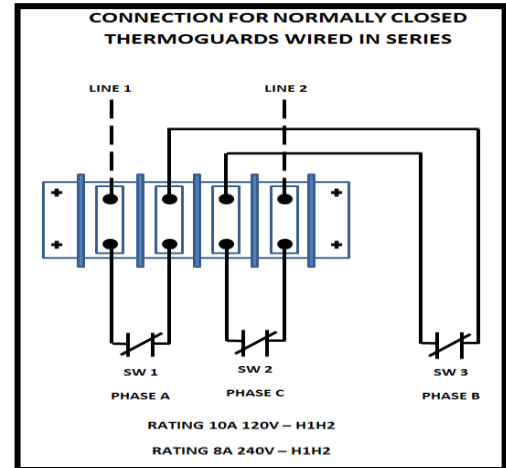 CONNECTION FOR NORMALLY CLOSED
THERMOGUARDS WIRED IN SERIES
LINE 1 LINE 2
SW 1 SW 2 SW 3
PHASE A PHASE C PHASE B
RATING 10A 120V – H1H2
RATING 8A 240V – H1H2